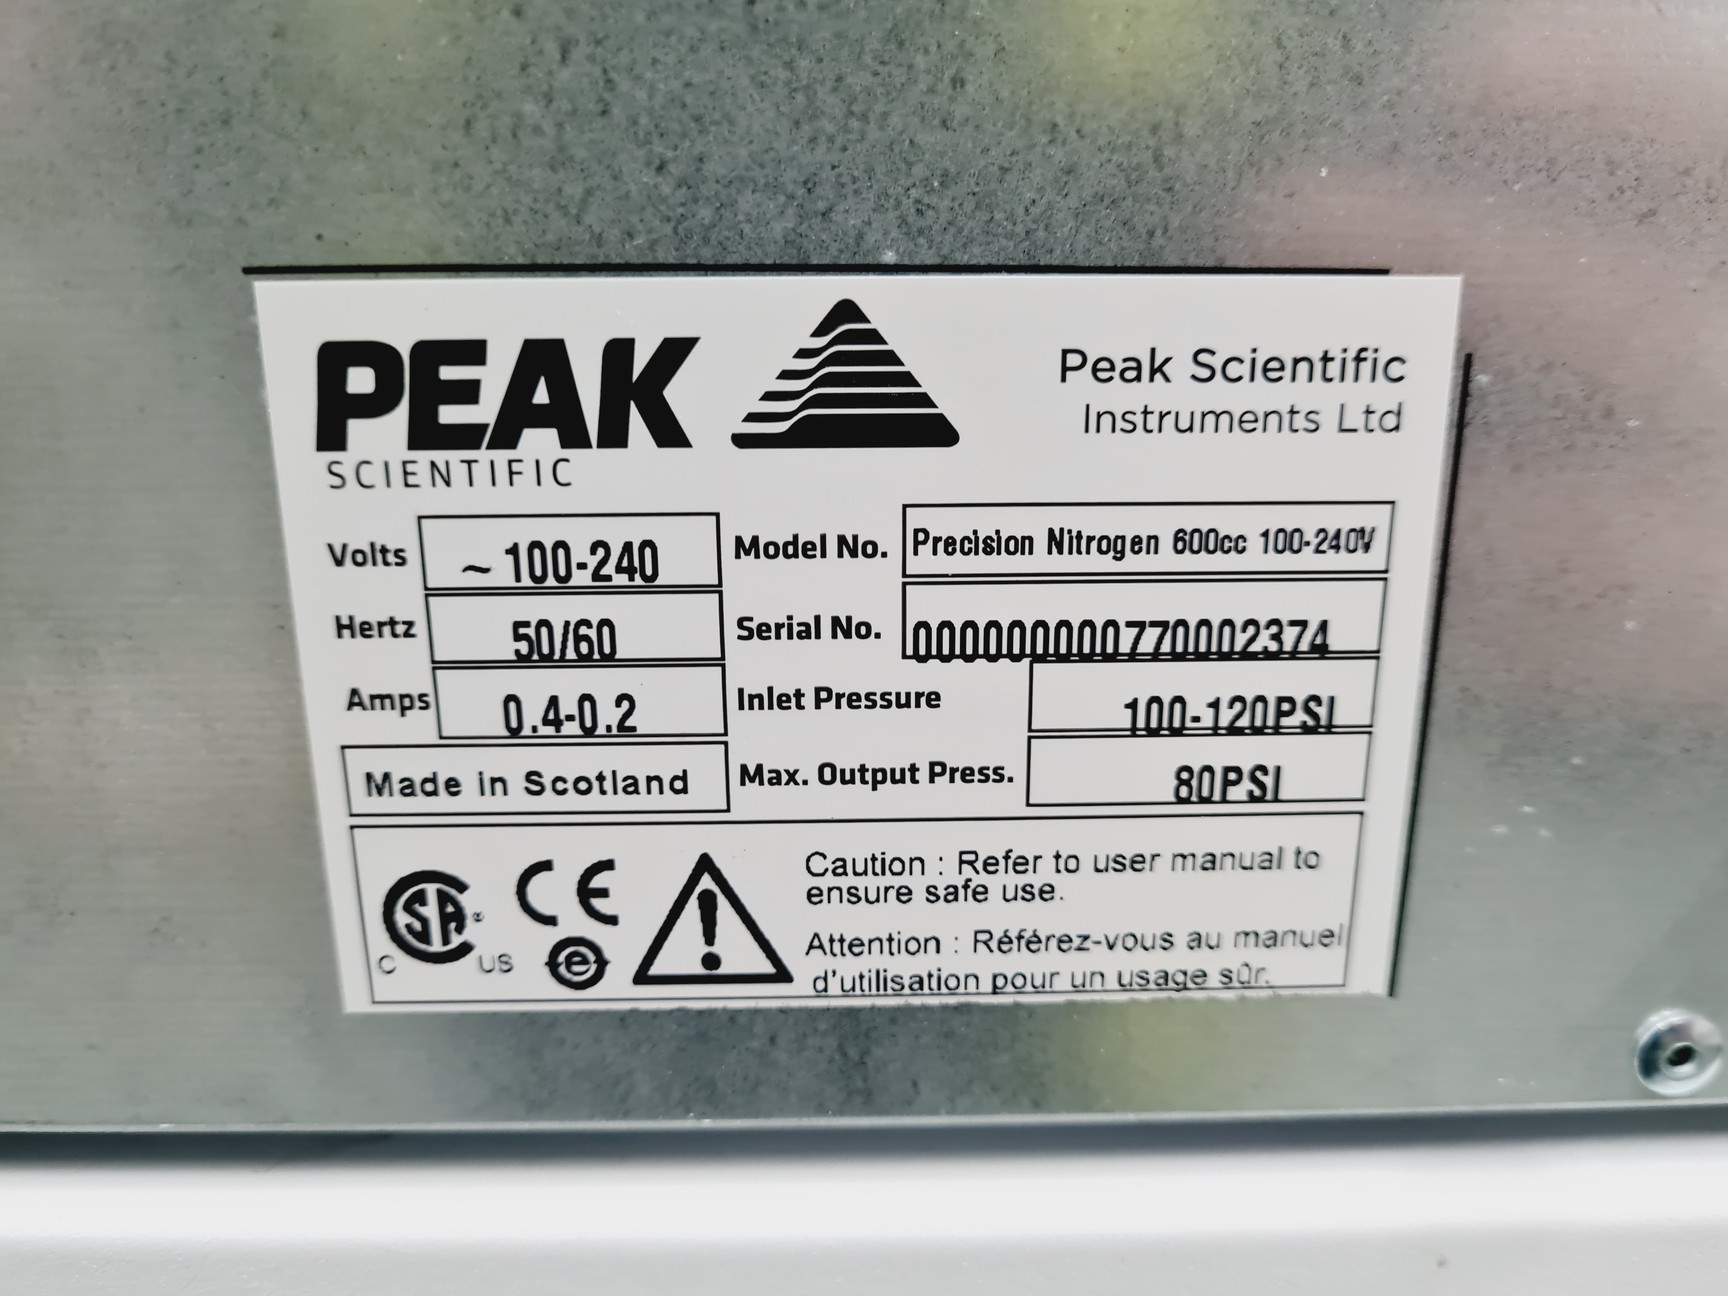 PEAK
SCIENTIFIC
Peak Scientific
Instruments Ltd
Volts ~ 100-240 Model No. Precision Nitrogen 600cc 100-240V
Hertz 50/60 Serial No. 000000000770002374
Amps 0.4-0.2 Inlet Pressure 100-120PSI
Made in Scotland Max. Output Press. 80PSI
C SA ® US
CE
e
Caution : Refer to user manual to
ensure safe use.
Attention : Référez-vous au manuel
d'utilisation pour un usage sûr.